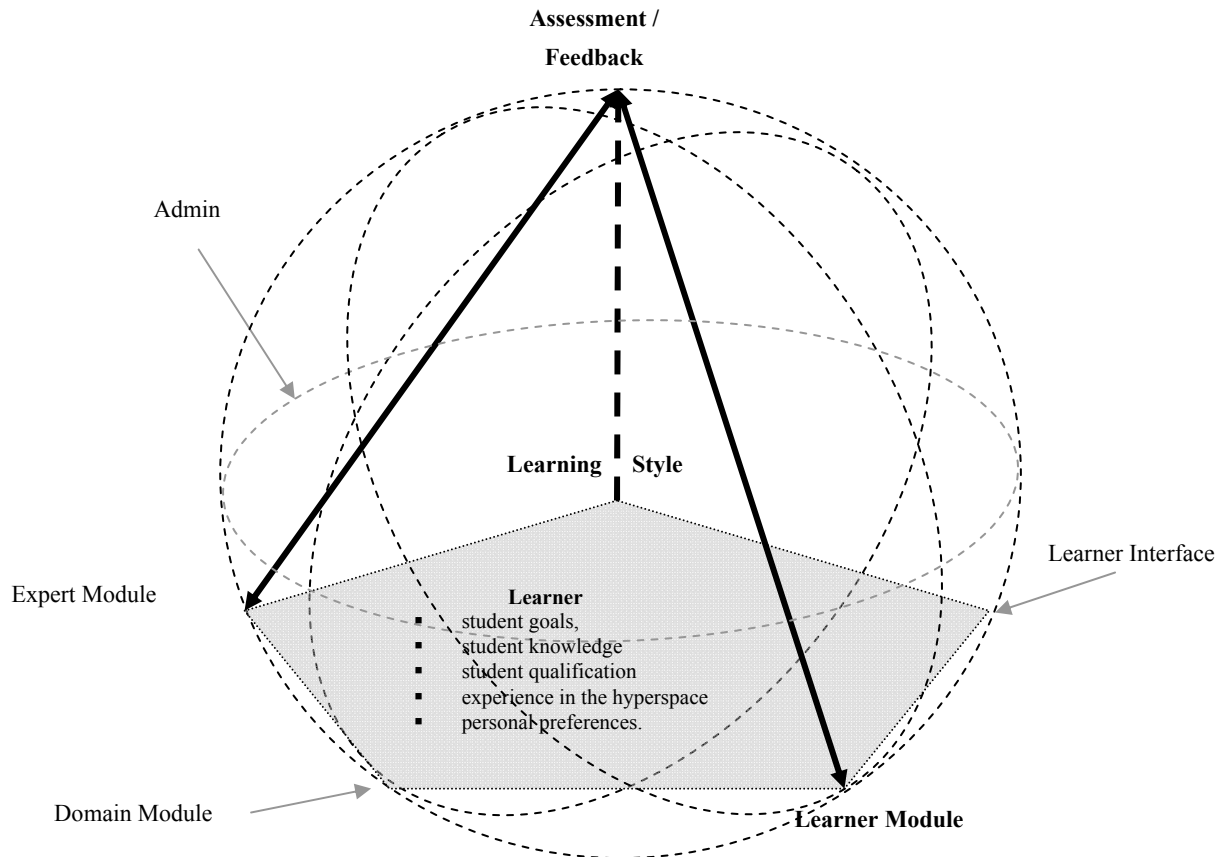 Assessment /
Feedback
Admin
Learning Style
Learner Interface
Expert Module
Learner
▪ student goals,
▪ student knowledge
▪ student qualification
▪ experience in the hyperspace
▪ personal preferences.
Domain Module
Learner Module